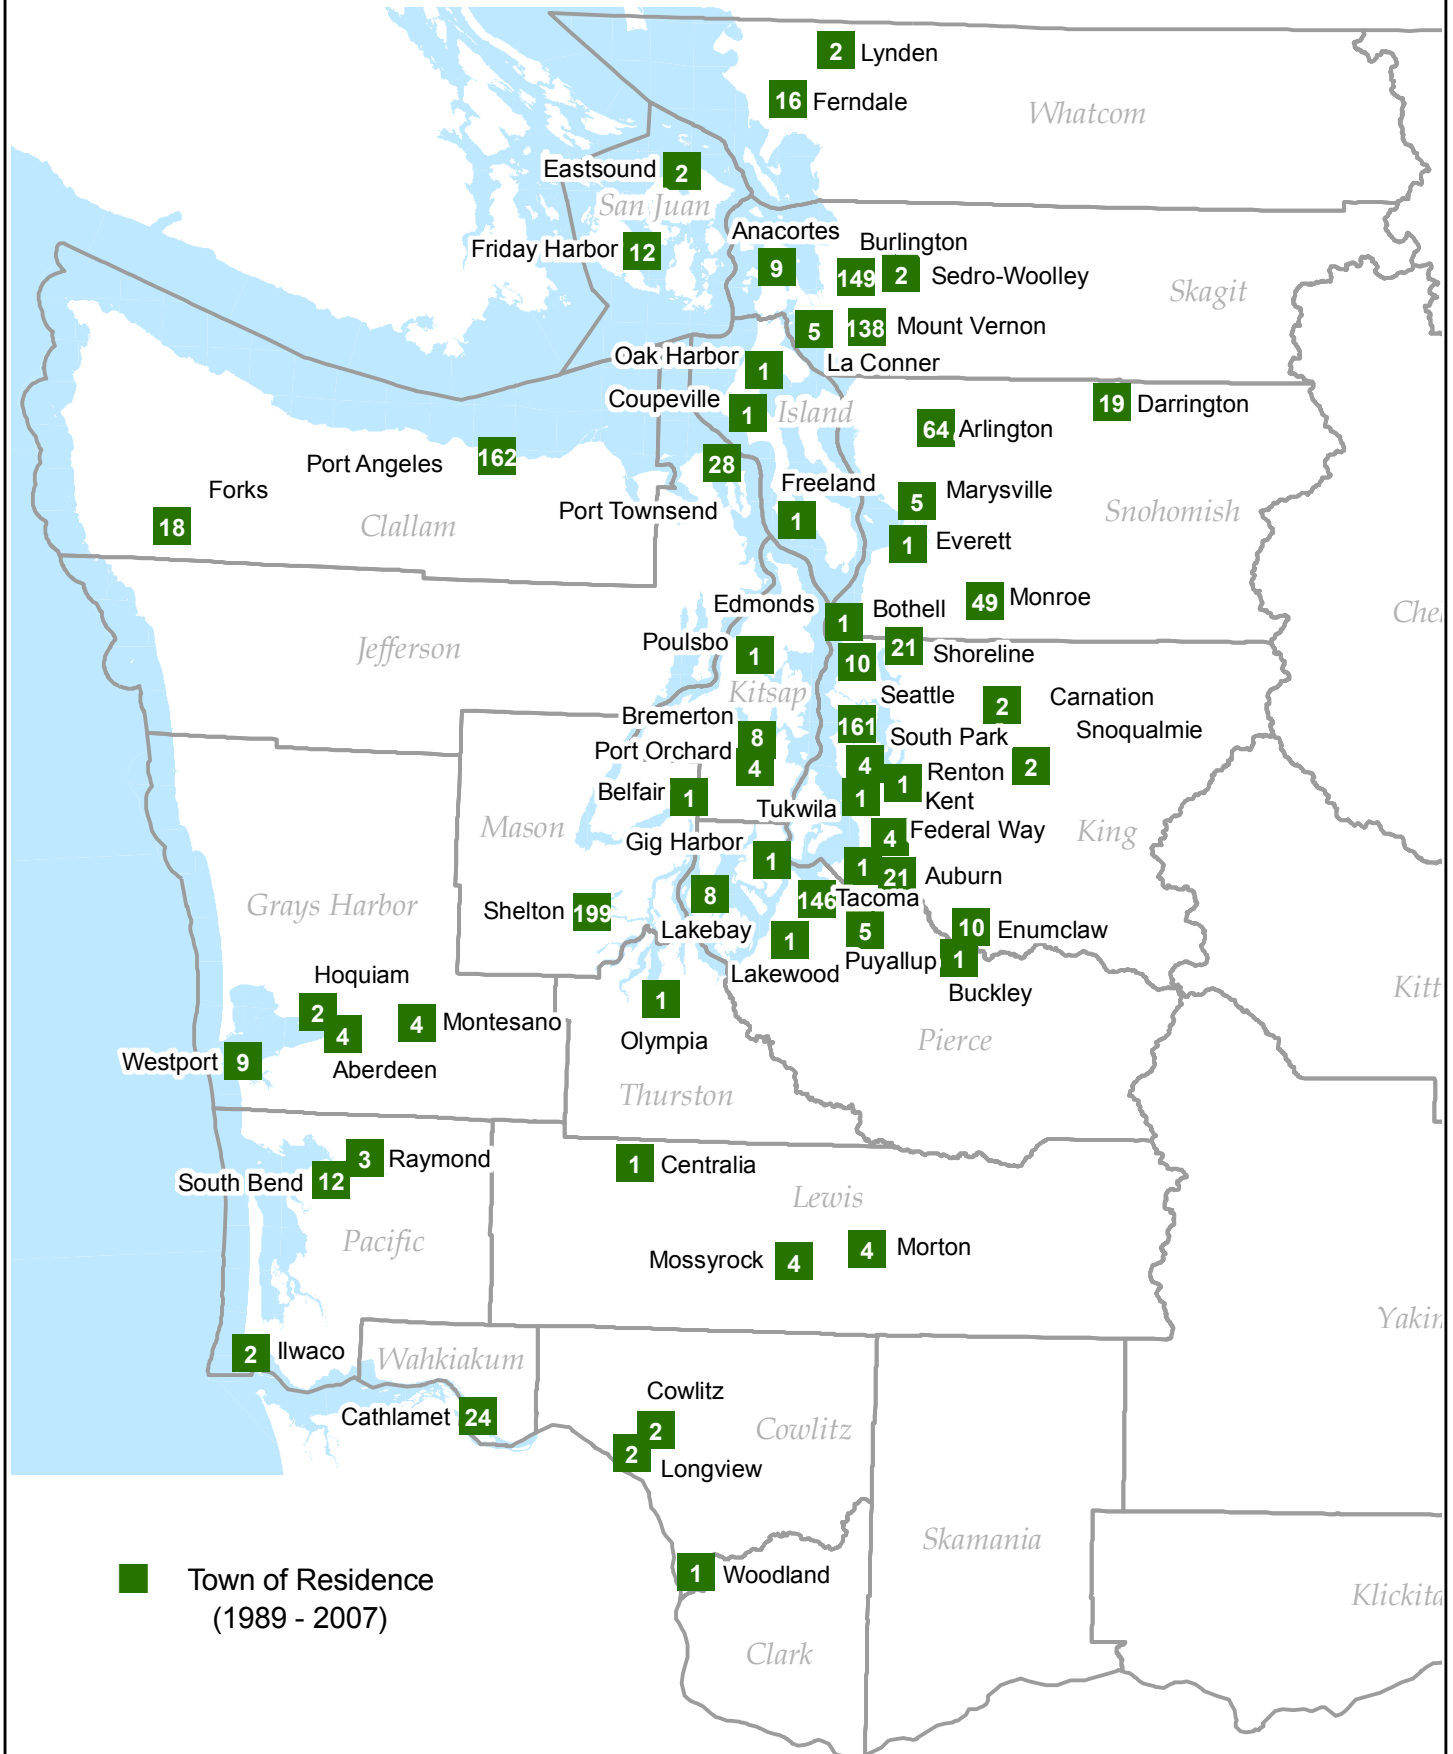 2 Lynden
16 Ferndale
Whatcom
Eastsound 2
San Juan
Anacortes
Burlington
Friday Harbor 12
9
149
2 Sedro-Woolley
Skagit
5
138 Mount Vernon
Oak Harbor 1
La Conner
Coupeville 1
Island
19 Darrington
64 Arlington
Port Angeles 162
28
Forks
Freeland
5 Marysville
Port Townsend
Snohomish
18
Clallam
1
1 Everett
Edmonds 1
Bothell
49 Monroe
Che
Poulsbo 1
21 Shoreline
10
Jefferson
Kitsap
Seattle
2 Carnation
Bremerton 8
161
South Park
Snoqualmie
Port Orchard 4
4
Renton 2
1
Belfair 1
Tukwila 1
Kent
Mason
4 Federal Way
King
Gig Harbor 1
1
21 Auburn
8
146 Tacoma
Grays Harbor
Shelton 199
Lakebay
1
5
10 Enumclaw
Lakewood
Puyallup 1
Hoquiam
Buckley
Kitt
2
4
4 Montesano
1
Olympia
Pierce
Westport 9
Aberdeen
Thurston
3 Raymond
1 Centralia
South Bend 12
Lewis
Pacific
Mossyrock 4
4 Morton
Yakin
2 Ilwaco
Wahkiakum
Cowlitz
Cathlamet 24
2
Cowlitz
2
Longview
Skamania
1 Woodland
Town of Residence
(1989 - 2007)
Klickita
Clark